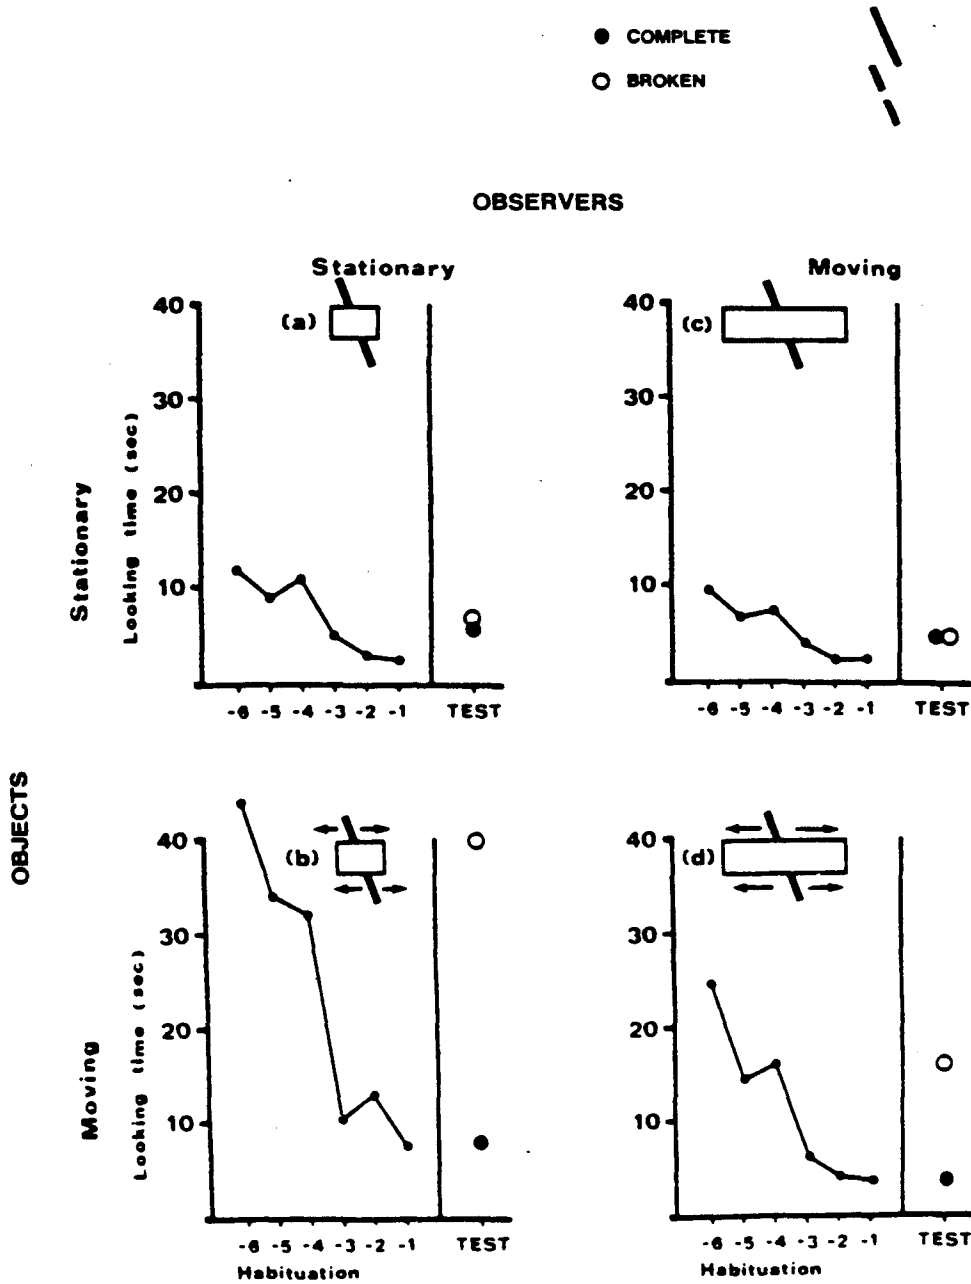 COMPLETE
BROKEN
OBSERVERS
Stationary
Moving
OBJECTS
Stationary
Looking time (sec)
40
30
20
10
(a)
-6 -5 -4 -3 -2 -1 TEST
40
30
20
10
(c)
-6 -5 -4 -3 -2 -1 TEST
Moving
Looking time (sec)
40
30
20
10
(b)
-6 -5 -4 -3 -2 -1 TEST
Habituation
40
30
20
10
(d)
-6 -5 -4 -3 -2 -1 TEST
Habituation